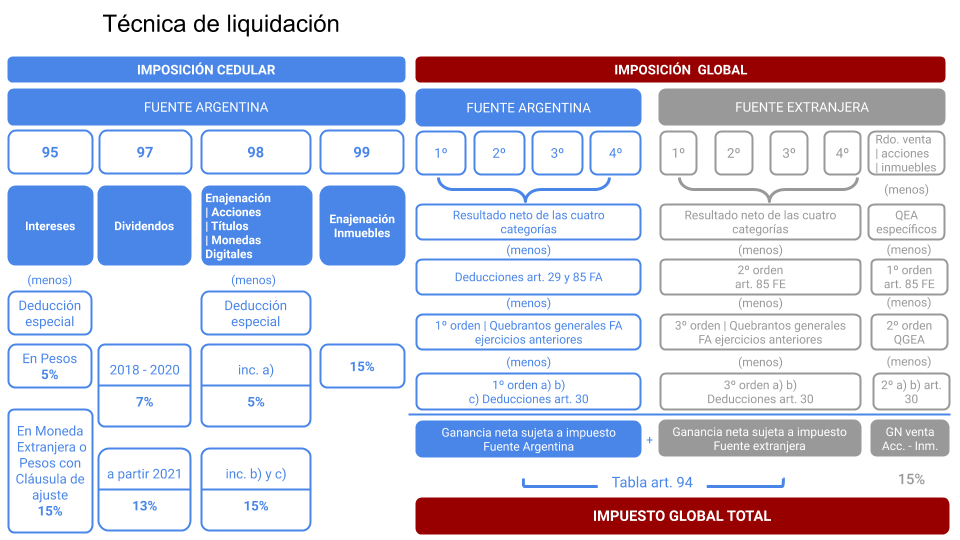 Técnica de liquidación
IMPOSICIÓN CEDULAR
FUENTE ARGENTINA
95
97
98
99
Intereses
Dividendos
Enajenación
| Acciones
| Títulos
| Monedas
Digitales
Enajenación
Inmuebles
(menos)
(menos)
Deducción
especial
Deducción
especial
En Pesos
5%
2018 - 2020
7%
inc. a)
5%
15%
En Moneda
Extranjera o
Pesos con
Cláusula de
ajuste
15%
a partir 2021
13%
inc. b) y c)
15%
IMPOSICIÓN GLOBAL
FUENTE ARGENTINA
1º
2º
3º
4º
Resultado neto de las cuatro
categorías
(menos)
Deducciones art. 29 y 85 FA
(menos)
1º orden | Quebrantos generales FA
ejercicios anteriores
(menos)
1º orden a) b)
c) Deducciones art. 30
Ganancia neta sujeta a impuesto
Fuente Argentina
+
FUENTE EXTRANJERA
1º
2º
3º
4º
Resultado neto de las cuatro
categorías
(menos)
2º orden
art. 85 FE
(menos)
3º orden | Quebrantos generales
FA ejercicios anteriores
(menos)
3º orden a) b)
Deducciones art. 30
Ganancia neta sujeta a impuesto
Fuente extranjera
Rdo. venta
| acciones
| inmuebles
(menos)
QEA
específicos
(menos)
1º orden
art. 85 FE
(menos)
2º orden
QGEA
(menos)
2º a) b) art.
30
GN venta
Acc. - Inm.
15%
Tabla art. 94
IMPUESTO GLOBAL TOTAL